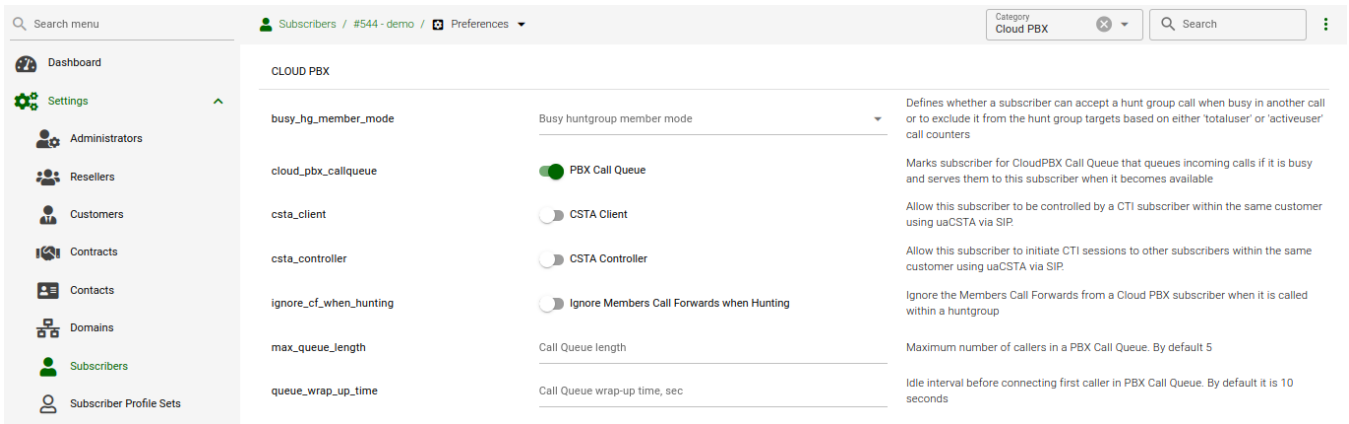 Search menu
Subscribers / #544 - demo / Preferences
Category
Cloud PBX
Search
Dashboard
Settings
Administrators
Resellers
Customers
Contracts
Contacts
Domains
Subscribers
Subscriber Profile Sets
CLOUD PBX
busy_hg_member_mode
Busy huntgroup member mode
Defines whether a subscriber can accept a hunt group call when busy in another call
or to exclude it from the hunt group targets based on either 'totaluser' or 'activeuser'
call counters
cloud_pbx_callqueue
PBX Call Queue
Marks subscriber for CloudPBX Call Queue that queues incoming calls if it is busy
and serves them to this subscriber when it becomes available
csta_client
CSTA Client
Allow this subscriber to be controlled by a CTI subscriber within the same customer
using uaCSTA via SIP.
csta_controller
CSTA Controller
Allow this subscriber to initiate CTI sessions to other subscribers within the same
customer using uaCSTA via SIP.
ignore_cf_when_hunting
Ignore Members Call Forwards when Hunting
Ignore the Members Call Forwards from a Cloud PBX subscriber when it is called
within a huntgroup
max_queue_length
Call Queue length
Maximum number of callers in a PBX Call Queue. By default 5
queue_wrap_up_time
Call Queue wrap-up time, sec
Idle interval before connecting first caller in PBX Call Queue. By default it is 10
seconds